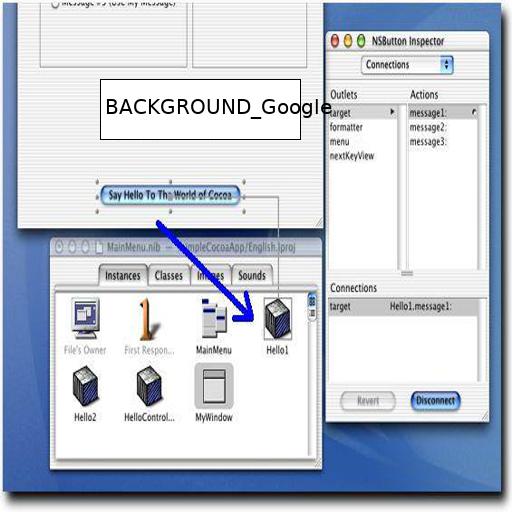 Message #3 (Use My Message)
NSButton Inspector
Connections
BACKGROUND_Google
Outlets
Actions
target
message1:
formatter
message2:
menu
message3:
nextKeyView
Say Hello To The World of Cocoa
MainMenu.nib — SimpleCocoaApp/English.lproj
Instances
Classes
Images
Sounds
Connections
target
Hello1.message1:
File's Owner
First Respon...
MainMenu
Hello1
Revert
Disconnect
Hello2
HelloControl...
MyWindow